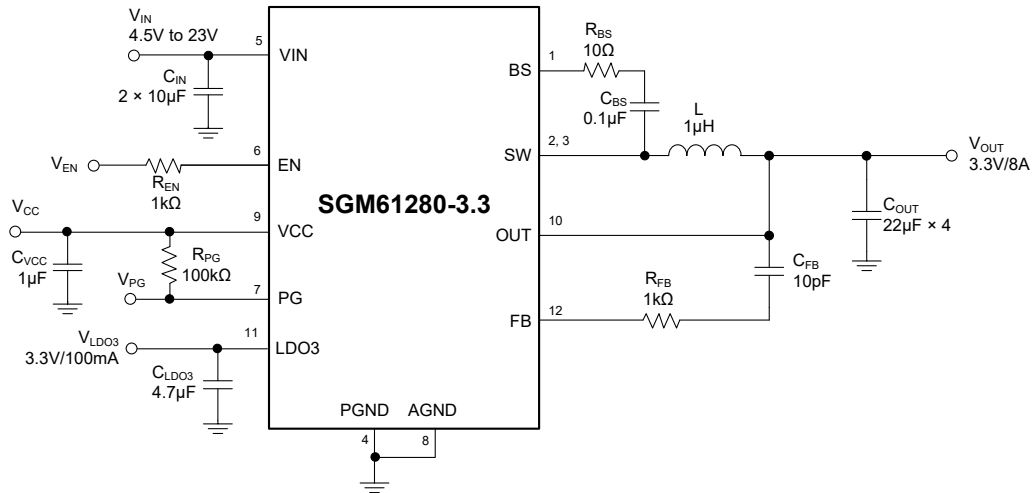 VIN
4.5V to 23V
5
VIN
CIN
2 × 10µF
VEN
6
EN
REN
1kΩ
VCC
9
VCC
CVCC
1µF
RPG
100kΩ
VPG
7
PG
VLDO3
3.3V/100mA
11
LDO3
CLDO3
4.7µF
SGM61280-3.3
PGND
AGND
4
8
BS
1
RBS
10Ω
CBS
0.1µF
L
1µH
SW
2, 3
VOUT
3.3V/8A
OUT
10
COUT
22µF × 4
CFB
10pF
RFB
1kΩ
FB
12